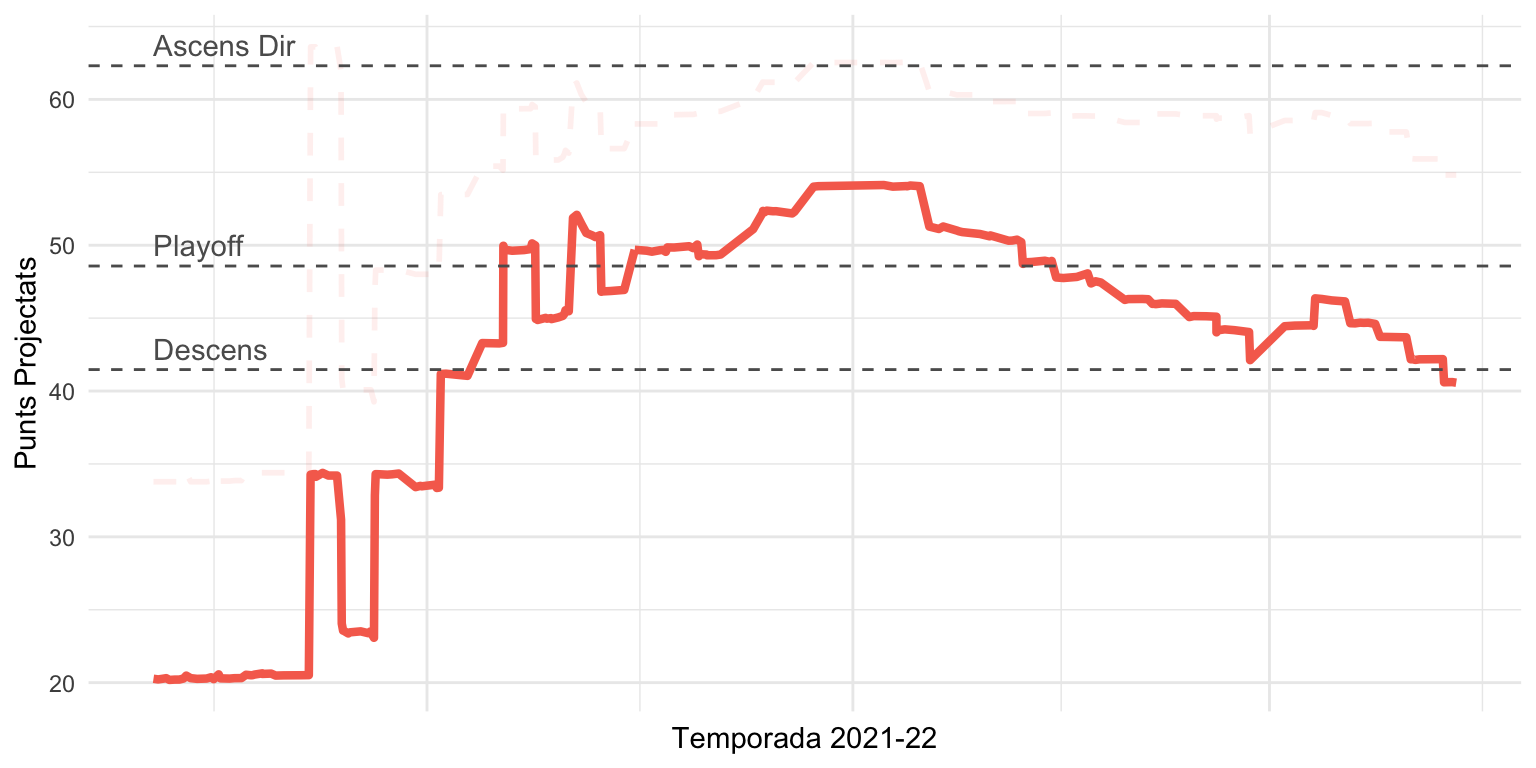 Ascens Dir
60
50
Playoff
Descens
40
30
20
Punts Projectats
Temporada 2021-22